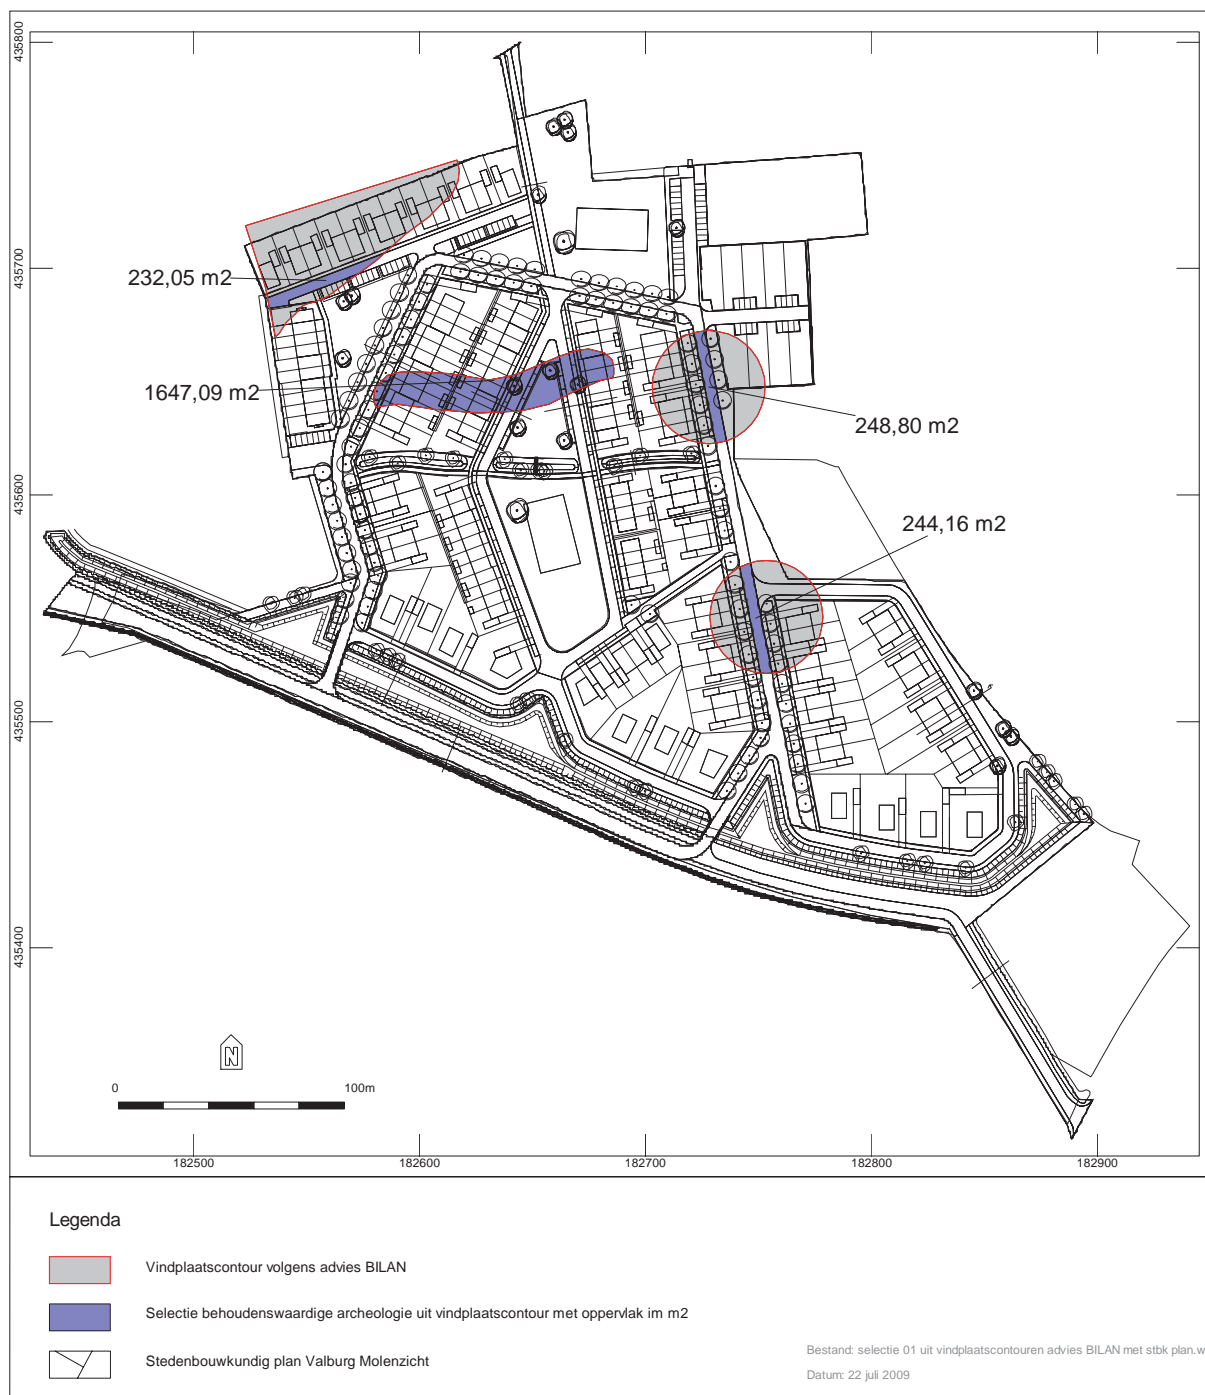 435800
435700
435600
435500
435400
232,05 m2
1647,09 m2
248,80 m2
244,16 m2
N
0 100m
182500 182600 182700 182800 182900
Legenda
Vindplaatscontour volgens advies BILAN
Selectie behoudenswaardige archeologie uit vindplaatscontour met oppervlak im m2
Stedenbouwkundig plan Valburg Molenzicht
Bestand: selectie 01 uit vindplaatscontouren advies BILAN met stbk plan.w
Datum: 22 juli 2009